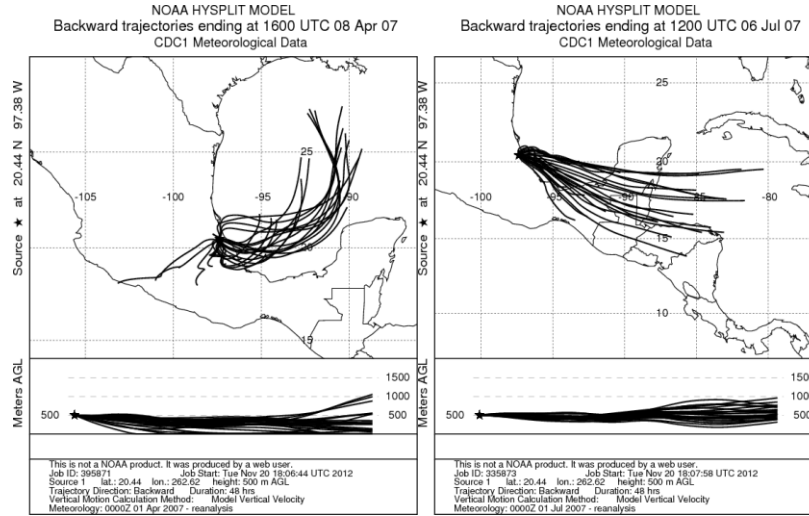 NOAA HYSPLIT MODEL
Backward trajectories ending at 1600 UTC 08 Apr 07
CDC1 Meteorological Data
Source ★ at 20.44 N 97.38 W
-105
-100
-95
-90
25
15
Meters AGL
500
1500
1000
500
This is not a NOAA product. It was produced by a web user.
Job ID: 395871 Job Start: Tue Nov 20 18:06:44 UTC 2012
Source 1 lat.: 20.44 lon.: 262.62 height: 500 m AGL
Trajectory Direction: Backward Duration: 48 hrs
Vertical Motion Calculation Method: Model Vertical Velocity
Meteorology: 0000Z 01 Apr 2007 - reanalysis
NOAA HYSPLIT MODEL
Backward trajectories ending at 1200 UTC 06 Jul 07
CDC1 Meteorological Data
Source ★ at 20.44 N 97.38 W
25
20
-100
-95
-90
-85
-80
15
10
Meters AGL
500
1500
1000
500
This is not a NOAA product. It was produced by a web user.
Job ID: 335873 Job Start: Tue Nov 20 18:07:58 UTC 2012
Source 1 lat.: 20.44 lon.: 262.62 height: 500 m AGL
Trajectory Direction: Backward Duration: 48 hrs
Vertical Motion Calculation Method: Model Vertical Velocity
Meteorology: 0000Z 01 Jul 2007 - reanalysis